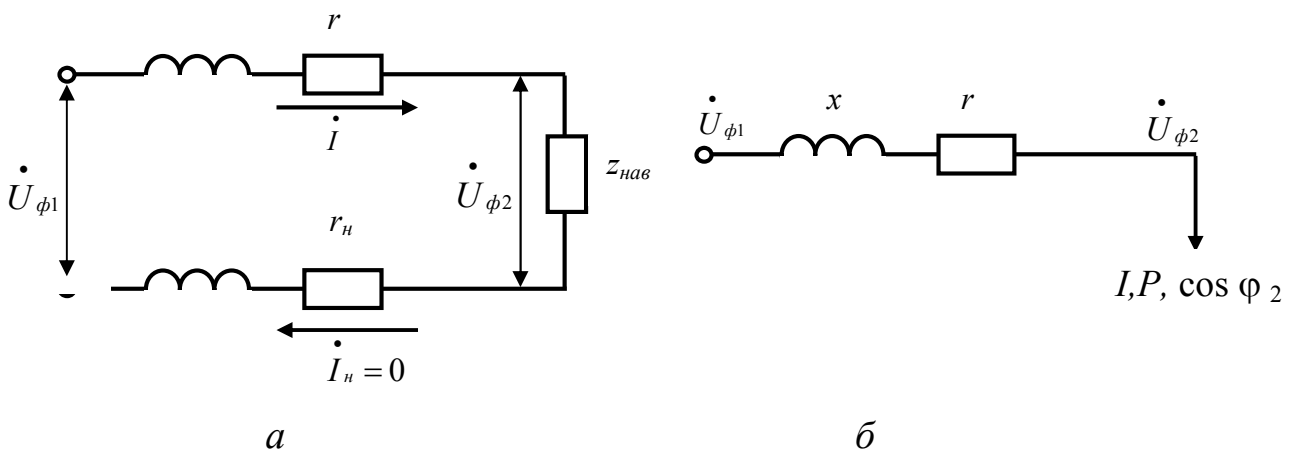 r
İ
U̇ф1
U̇ф2
zнав
rн
İн = 0
а
x
r
U̇ф1
U̇ф2
I,P, cos φ 2
б